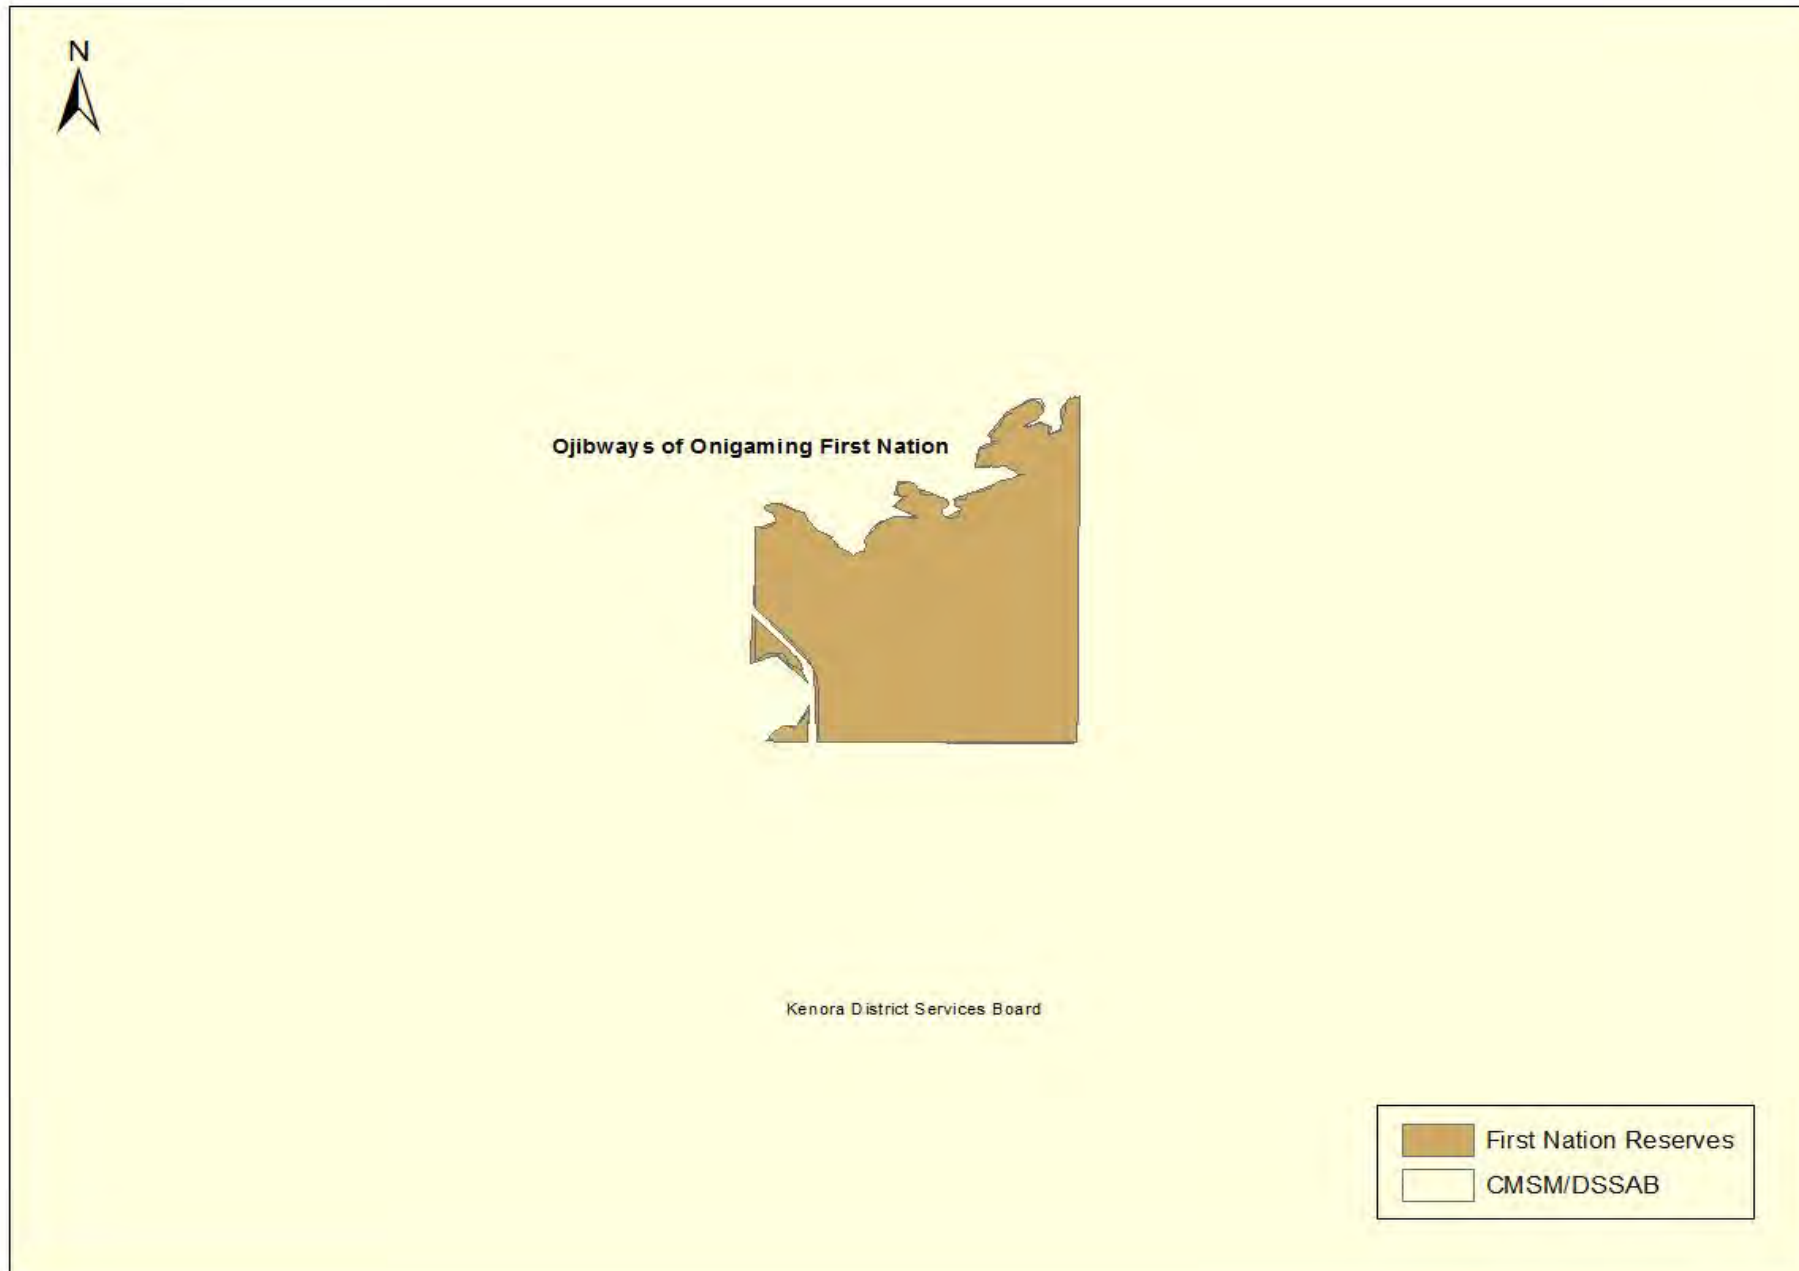 N
Ojibways of Onigaming First Nation
Kenora District Services Board
First Nation Reserves
CMSM/DSSAB